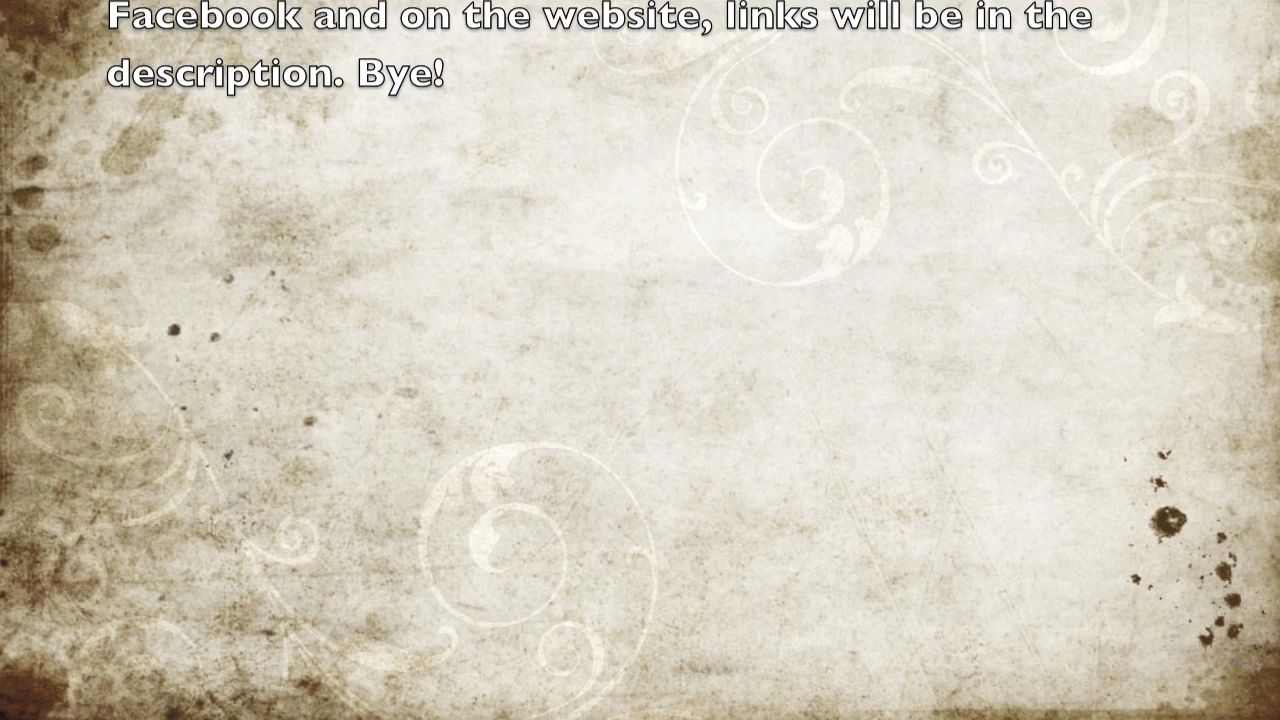 Facebook and on the website, links will be in the
description. Bye!